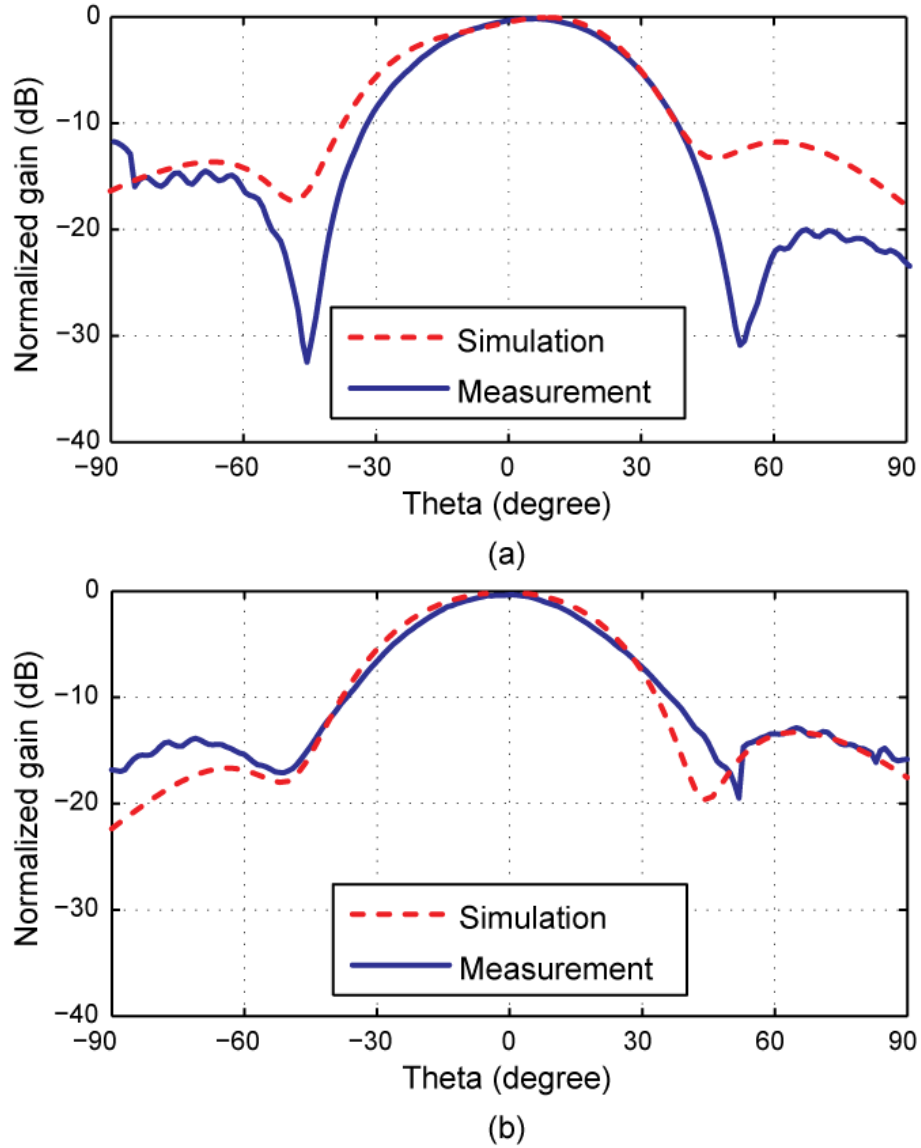 0
−10
−20
−30
−40
Normalized gain (dB)
Simulation
Measurement
−90 −60 −30 0 30 60 90
Theta (degree)
(a)
0
−10
−20
−30
−40
Normalized gain (dB)
Simulation
Measurement
−90 −60 −30 0 30 60 90
Theta (degree)
(b)